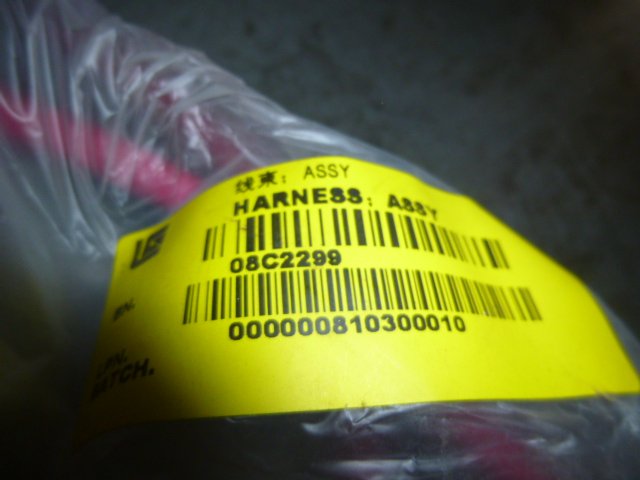 线束: ASSY
HARNESS: ASSY
08C2299
000000810300010
BATCH.